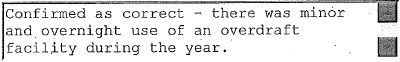 Confirmed as correct - there was minor
and overnight use of an overdraft
facility during the year.